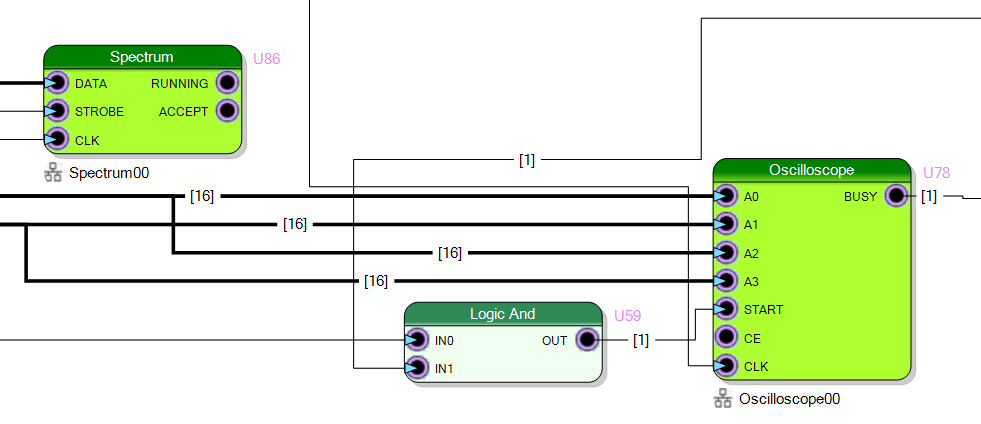 Spectrum
U86
DATA RUNNING
STROBE ACCEPT
CLK
Spectrum00
[1]
Oscilloscope
U78
[16]
A0 BUSY [1]
[16]
A1
[16]
A2
[16]
A3
Logic And
U59
START
IN0 OUT [1]
CE
IN1
CLK
Oscilloscope00